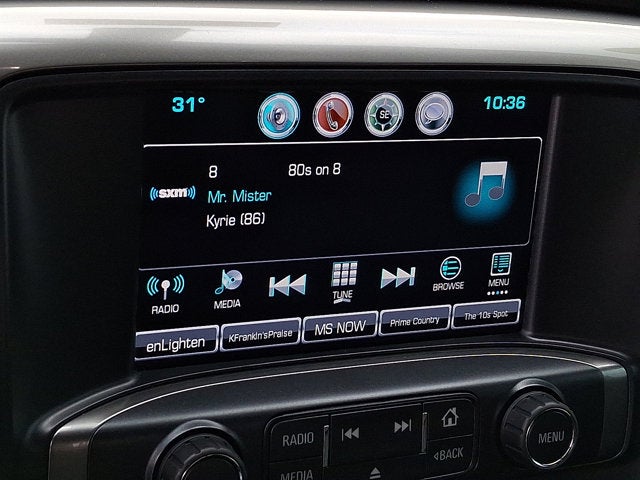 31°
SE
10:36
8 80s on 8
((sxm))
Mr. Mister
Kyrie (86)
RADIO
MEDIA
TUNE
BROWSE
MENU
enLighten
KFranklin'sPraise
MS NOW
Prime Country
The 10s Spot
RADIO
MENU
BACK
MEDIA